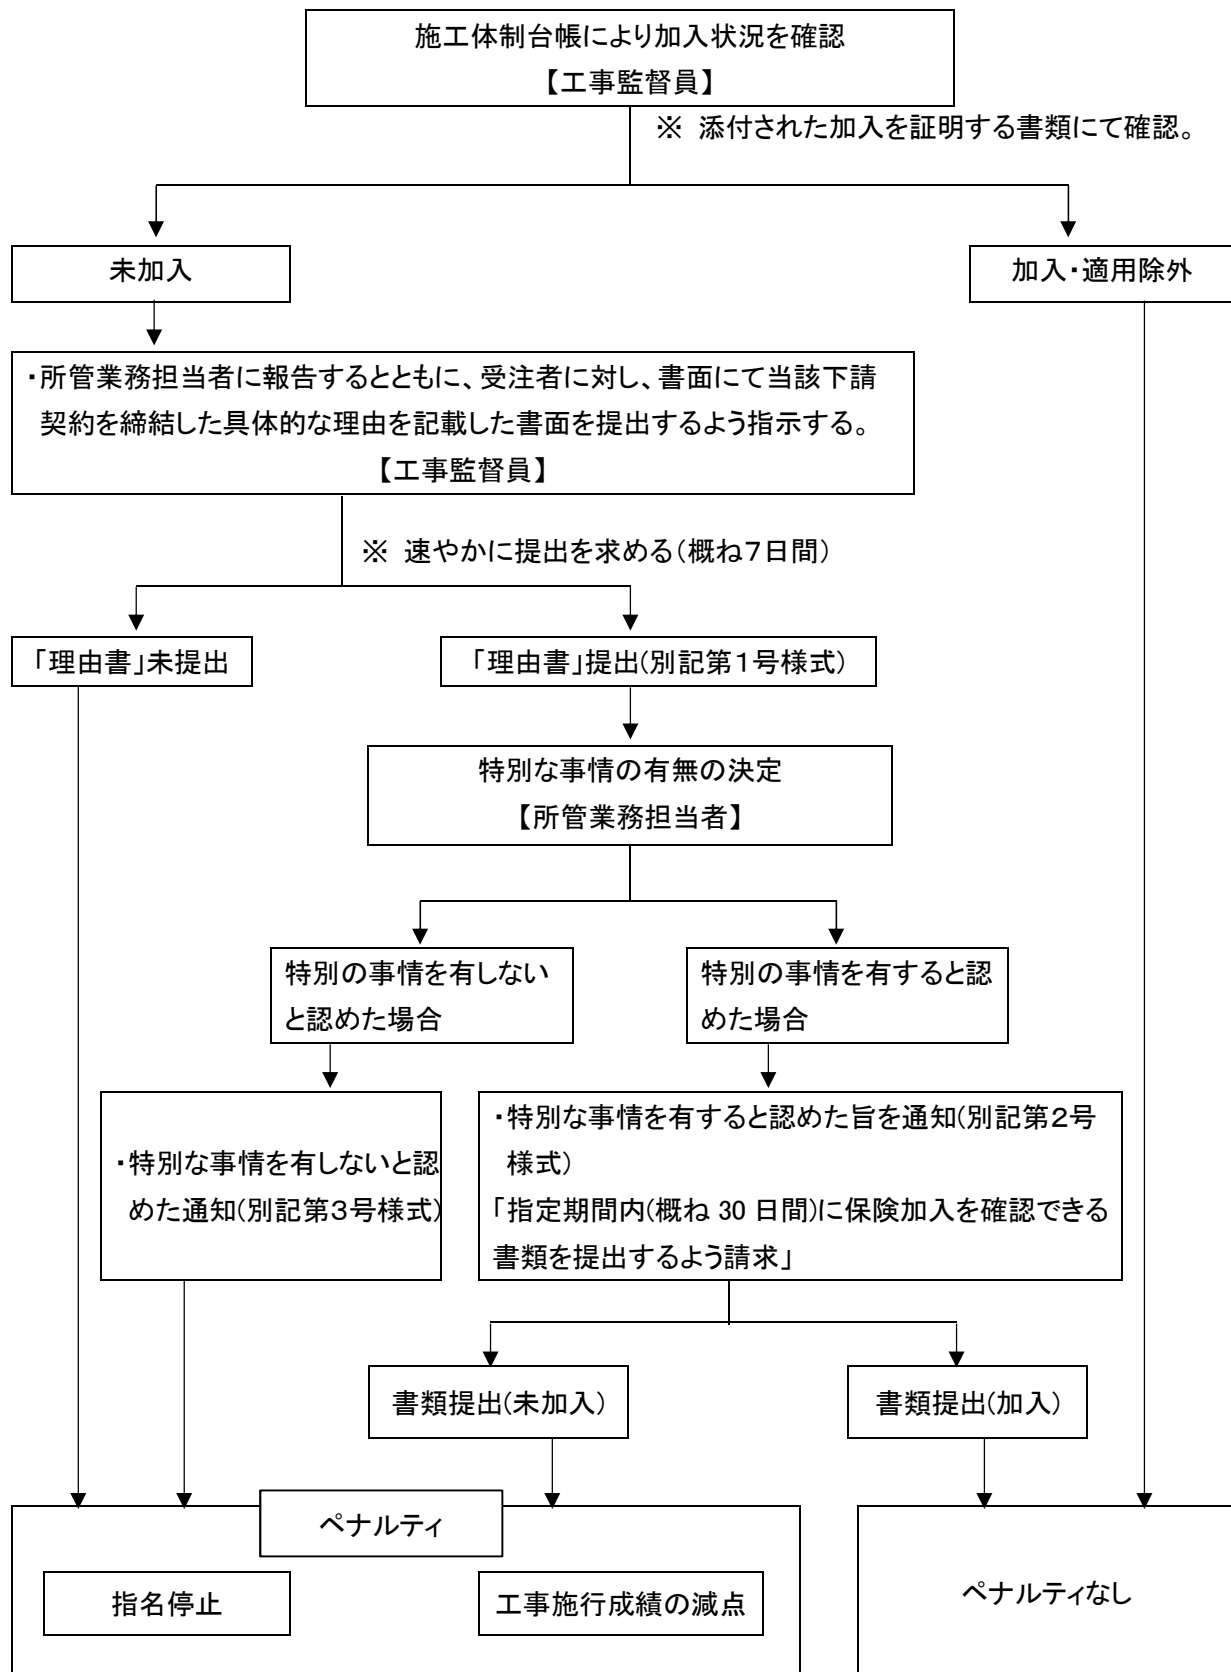 施工体制台帳により加入状況を確認
【工事監督員】
※ 添付された加入を証明する書類にて確認。
未加入
加入・適用除外
・所管業務担当者に報告するとともに、受注者に対し、書面にて当該下請
契約を締結した具体的な理由を記載した書面を提出するよう指示する。
【工事監督員】
※ 速やかに提出を求める(概ね7日間)
「理由書」未提出
「理由書」提出(別記第1号様式)
特別な事情の有無の決定
【所管業務担当者】
特別の事情を有しない
と認めた場合
特別の事情を有すると認
めた場合
・特別な事情を有しないと認
めた通知(別記第3号様式)
・特別な事情を有すると認めた旨を通知(別記第2号
様式)
「指定期間内(概ね 30 日間)に保険加入を確認できる
書類を提出するよう請求」
書類提出(未加入)
書類提出(加入)
ペナルティ
指名停止
工事施行成績の減点
ペナルティなし